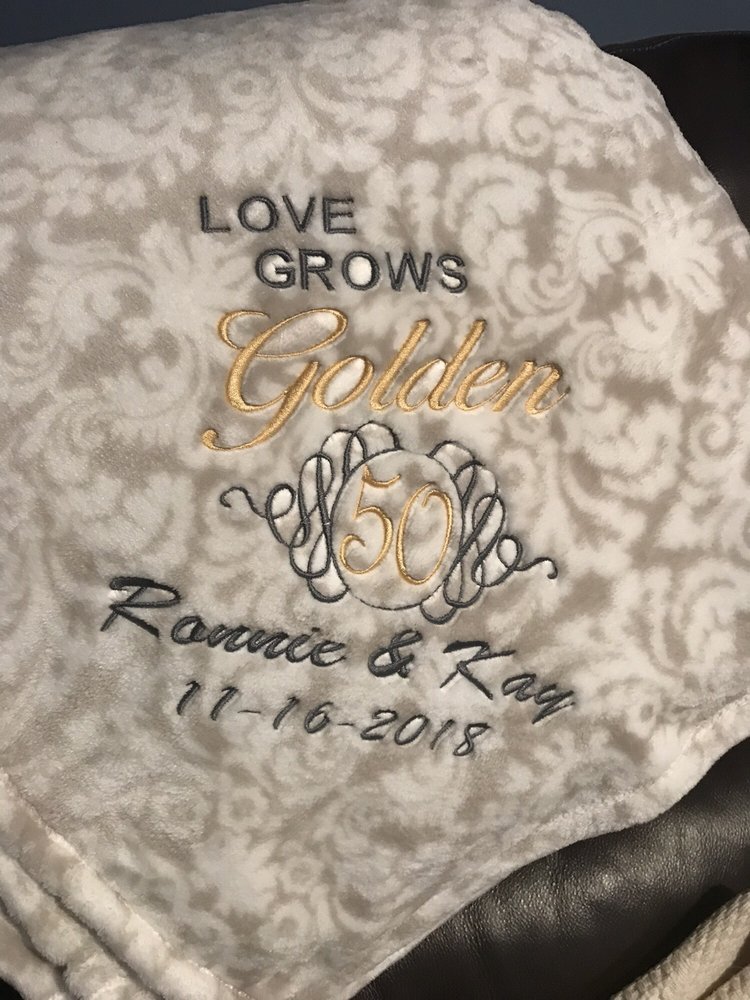 LOVE
GROWS
Golden
50
Ronnie & Kay
11-16-2018